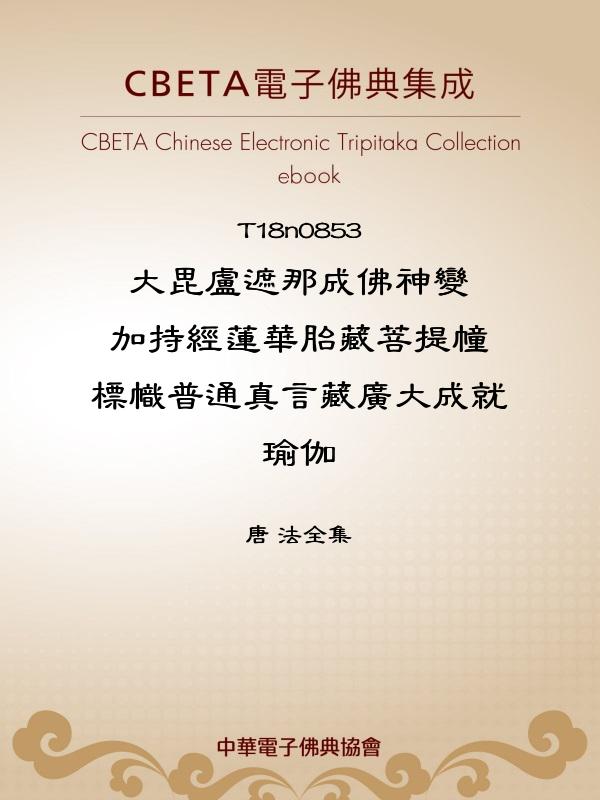 CBETA電子佛典集成
CBETA Chinese Electronic Tripitaka Collection
ebook
T18n0853
大毘盧遮那成佛神變
加持經蓮華胎藏菩提幢
標幟普通真言藏廣大成就
瑜伽
唐 法全集
中華電子佛典協會